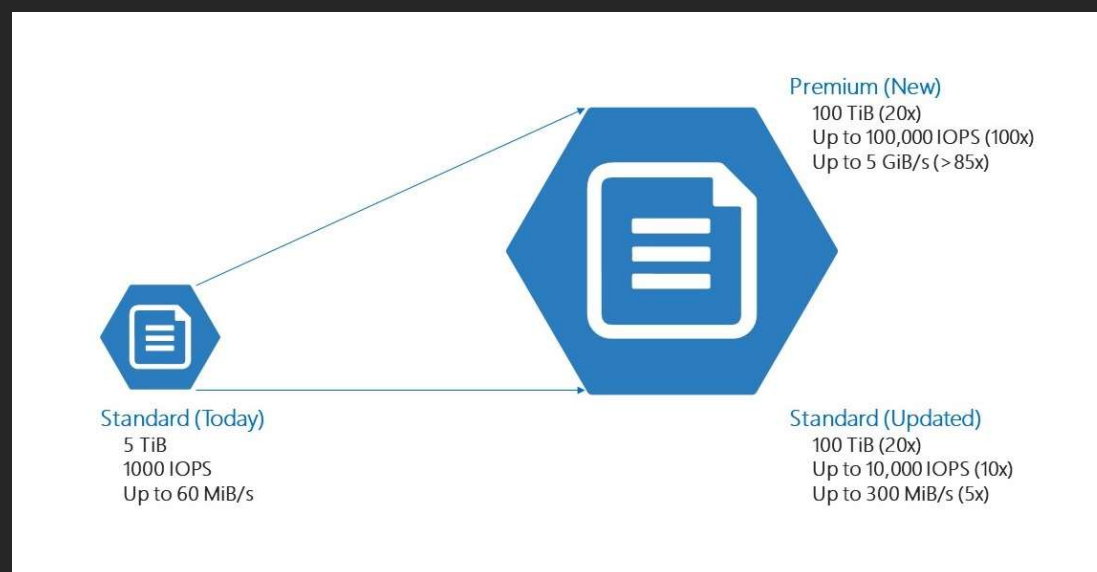 Premium (New)
100 TiB (20x)
Up to 100,000 IOPS (100x)
Up to 5 GiB/s (>85x)
Standard (Today)
5 TiB
1000 IOPS
Up to 60 MiB/s
Standard (Updated)
100 TiB (20x)
Up to 10,000 IOPS (10x)
Up to 300 MiB/s (5x)